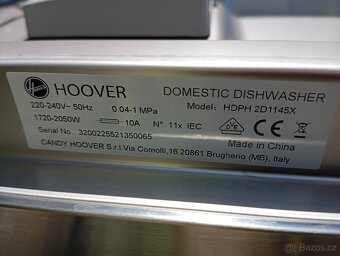 HOOVER
DOMESTIC DISHWASHER
220-240V~ 50Hz 0.04-1 MPa
Model: HDPH 2D1145X
1720-2050W 10A N° 11x IEC
Serial No. 3200225521350065
CANDY HOOVER S.r.l.Via Comolli,16 20861 Brugherio (MB), Italy
Made in China
Bazos.cz